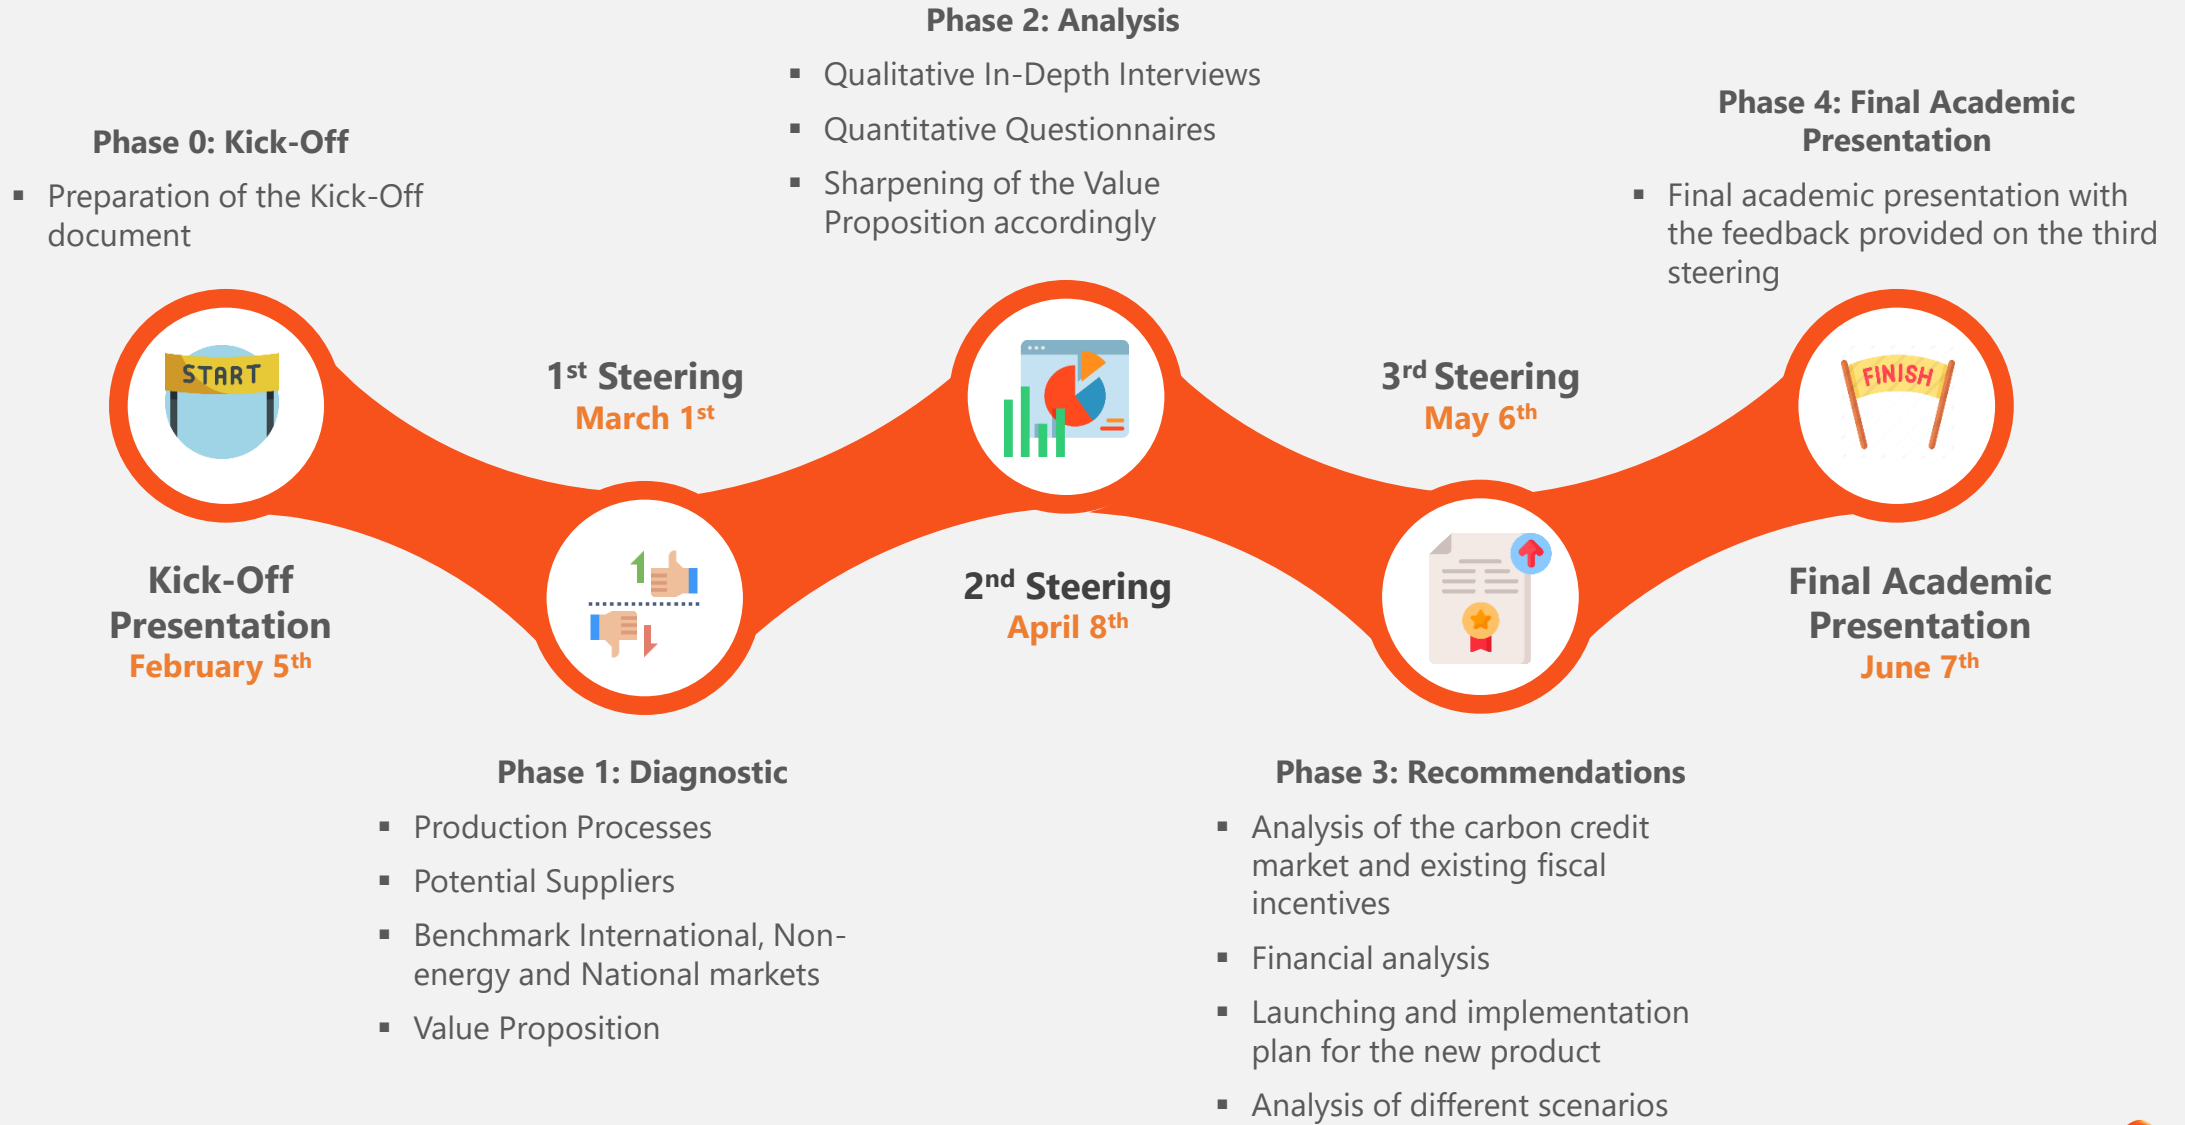 Phase 0: Kick-Off
▪ Preparation of the Kick-Off
document
START
Kick-Off
Presentation
February 5th
1st Steering
March 1st
Phase 1: Diagnostic
▪ Production Processes
▪ Potential Suppliers
▪ Benchmark International, Non-
energy and National markets
▪ Value Proposition
Phase 2: Analysis
▪ Qualitative In-Depth Interviews
▪ Quantitative Questionnaires
▪ Sharpening of the Value
Proposition accordingly
2nd Steering
April 8th
3rd Steering
May 6th
Phase 3: Recommendations
▪ Analysis of the carbon credit
market and existing fiscal
incentives
▪ Financial analysis
▪ Launching and implementation
plan for the new product
▪ Analysis of different scenarios
Phase 4: Final Academic
Presentation
▪ Final academic presentation with
the feedback provided on the third
steering
FINISH
Final Academic
Presentation
June 7th